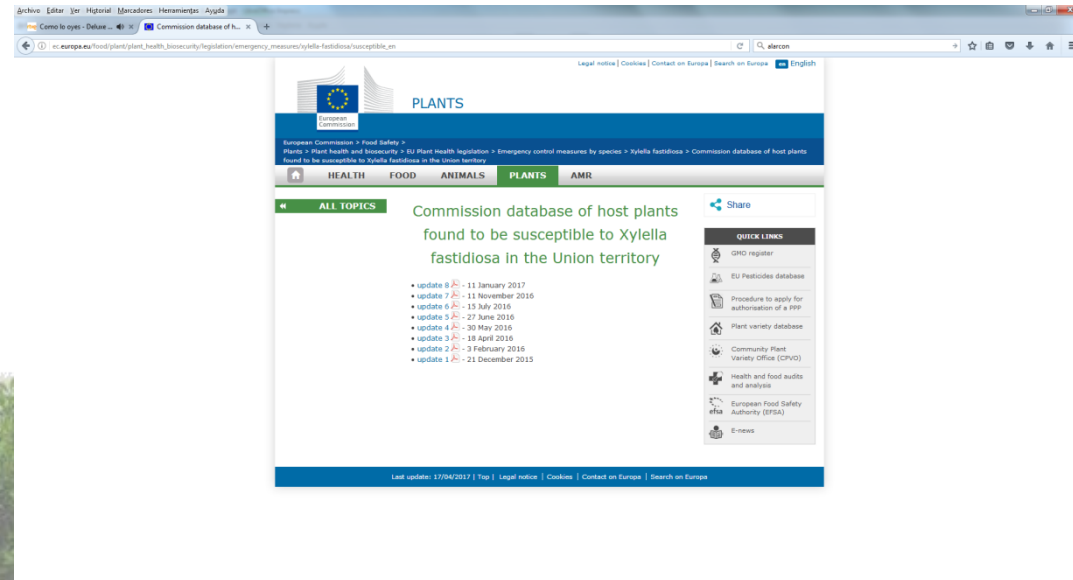 Archivo Editar Ver Historial Marcadores Herramientas Ayuda
Como lo oyes - Deluxe ... × Commission database of h... × +
ec.europa.eu/food/plant/plant_health_biosecurity/legislation/emergency_measures/xylella-fastidiosa/susceptible_en
alarcon
Legal notice | Cookies | Contact on Europa | Search on Europa en English
European
Commission
PLANTS
European Commission > Food Safety >
Plants > Plant health and biosecurity > EU Plant Health legislation > Emergency control measures by species > Xylella fastidiosa > Commission database of host plants
found to be susceptible to Xylella fastidiosa in the Union territory
HEALTH FOOD ANIMALS PLANTS AMR
ALL TOPICS
Commission database of host plants
found to be susceptible to Xylella
fastidiosa in the Union territory
• update 8 - 11 January 2017
• update 7 - 11 November 2016
• update 6 - 15 July 2016
• update 5 - 27 June 2016
• update 4 - 30 May 2016
• update 3 - 18 April 2016
• update 2 - 3 February 2016
• update 1 - 21 December 2015
Share
QUICK LINKS
GMO register
EU Pesticides database
Procedure to apply for
authorisation of a PPP
Plant variety database
Community Plant
Variety Office (CPVO)
Health and food audits
and analysis
efsa
European Food Safety
Authority (EFSA)
E-news
Last update: 17/04/2017 | Top | Legal notice | Cookies | Contact on Europa | Search on Europa